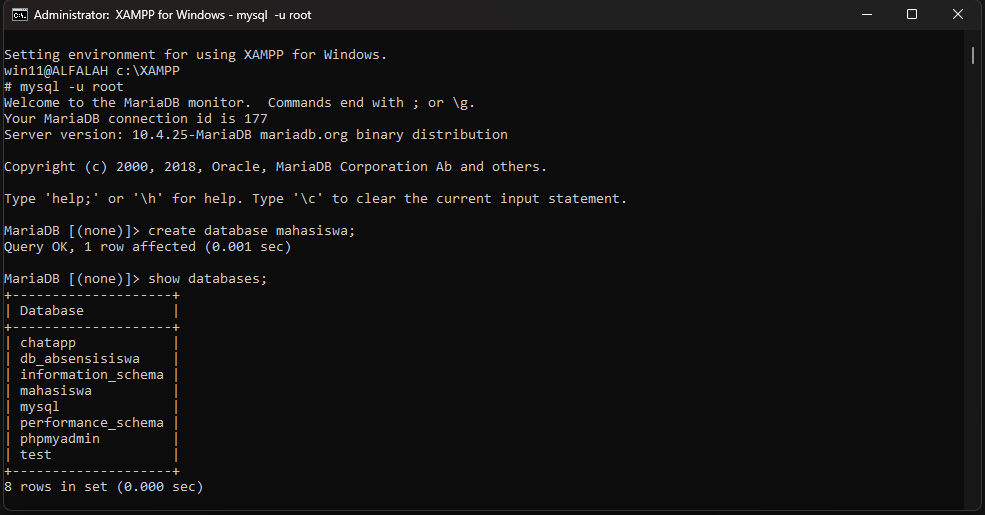 Administrator: XAMPP for Windows - mysql  -u root
Setting environment for using XAMPP for Windows.
win11@ALFALAH c:\XAMPP
# mysql -u root
Welcome to the MariaDB monitor.  Commands end with ; or \g.
Your MariaDB connection id is 177
Server version: 10.4.25-MariaDB mariadb.org binary distribution

Copyright (c) 2000, 2018, Oracle, MariaDB Corporation Ab and others.

Type 'help;' or '\h' for help. Type '\c' to clear the current input statement.

MariaDB [(none)]> create database mahasiswa;
Query OK, 1 row affected (0.001 sec)

MariaDB [(none)]> show databases;
+--------------------+
| Database           |
+--------------------+
| chatapp            |
| db_absensisiswa    |
| information_schema |
| mahasiswa          |
| mysql              |
| performance_schema |
| phpmyadmin         |
| test               |
+--------------------+
8 rows in set (0.000 sec)